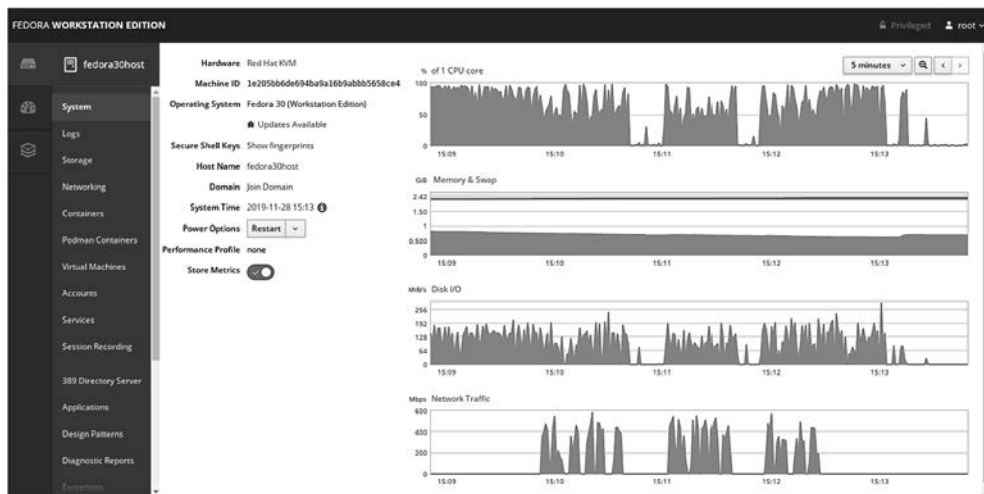 FEDORA WORKSTATION EDITION
Privileged
root
fedora30host
System
Logs
Storage
Networking
Containers
Podman Containers
Virtual Machines
Accounts
Services
Session Recording
389 Directory Server
Applications
Design Patterns
Diagnostic Reports
Exceptions
Hardware Red Hat KVM
Machine ID 1e205bb6de694ba9a16b9abbb5658ce4
Operating System Fedora 30 (Workstation Edition)
Updates Available
Secure Shell Keys Show fingerprints
Host Name fedora30host
Domain Join Domain
System Time 2019-11-28 15:13
Power Options Restart
Performance Profile none
Store Metrics
5 minutes
% of 1 CPU core
100
50
0
15:09 15:10 15:11 15:12 15:13
GiB Memory & Swap
2.42
1.50
1
0.500
0
15:09 15:10 15:11 15:12 15:13
MiB/s Disk I/O
256
192
128
64
0
15:09 15:10 15:11 15:12 15:13
Mbps Network Traffic
600
400
200
0
15:09 15:10 15:11 15:12 15:13